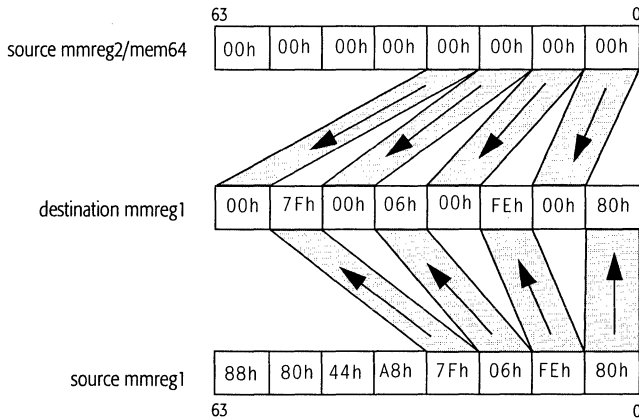 63 0
source mmreg2/mem64 00h 00h 00h 00h 00h 00h 00h 00h
destination mmreg1 00h 7Fh 00h 06h 00h FEh 00h 80h
source mmreg1 88h 80h 44h A8h 7Fh 06h FEh 80h
63 0